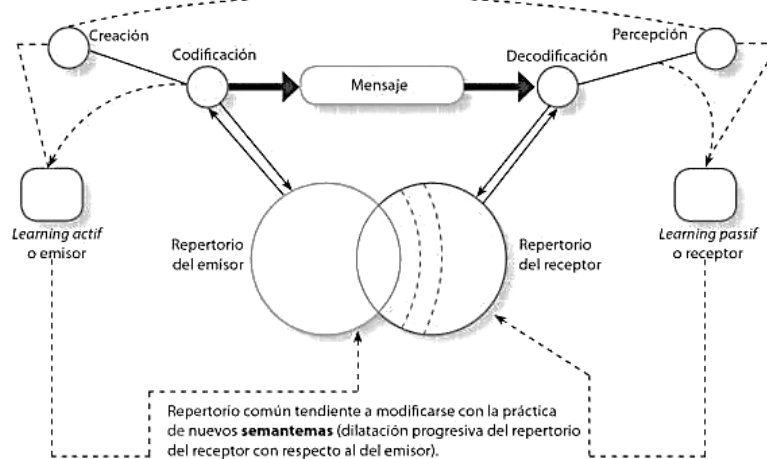 Creación
Percepción
Codificación
Decodificación
Mensaje
Learning actif
o emisor
Repertorio
del emisor
Repertorio
del receptor
Learning passif
o receptor
Repertorio común tendiente a modificarse con la práctica
de nuevos semantemas (dilatación progresiva del repertorio
del receptor con respecto al del emisor).